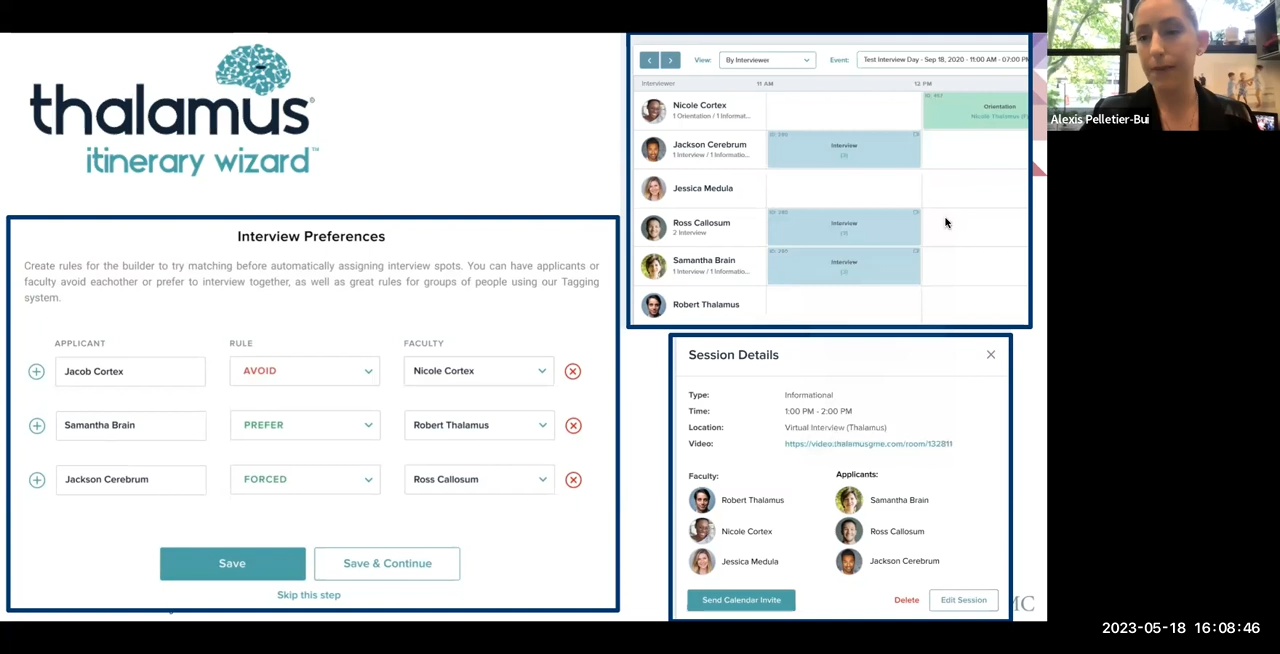 thalamus®
itinerary wizard™
Interview Preferences
Create rules for the builder to try matching before automatically assigning interview spots. You can have applicants or
faculty avoid eachother or prefer to interview together, as well as great rules for groups of people using our Tagging
system.
APPLICANT RULE FACULTY
Jacob Cortex AVOID Nicole Cortex
Samantha Brain PREFER Robert Thalamus
Jackson Cerebrum FORCED Ross Callosum
Save Save & Continue
Skip this step
View: By Interviewer Event: Test Interview Day - Sep 18, 2020 - 11:00 AM - 07:00 PM
Interviewer 11 AM 12 PM
Nicole Cortex
1 Orientation / 1 Informat...
Orientation
Jackson Cerebrum
1 Interview / 1 Informatio...
Interview
Jessica Medula
Ross Callosum
2 Interview
Interview
Samantha Brain
1 Interview / 1 Informatio...
Interview
Robert Thalamus
Session Details
Type: Informational
Time: 1:00 PM - 2:00 PM
Location: Virtual Interview (Thalamus)
Video: https://video.thalamusgme.com/room/132811
Faculty: Applicants:
Robert Thalamus Samantha Brain
Nicole Cortex Ross Callosum
Jessica Medula Jackson Cerebrum
Send Calendar Invite Delete Edit Session
MC
Alexis Pelletier-Bui
2023-05-18 16:08:46